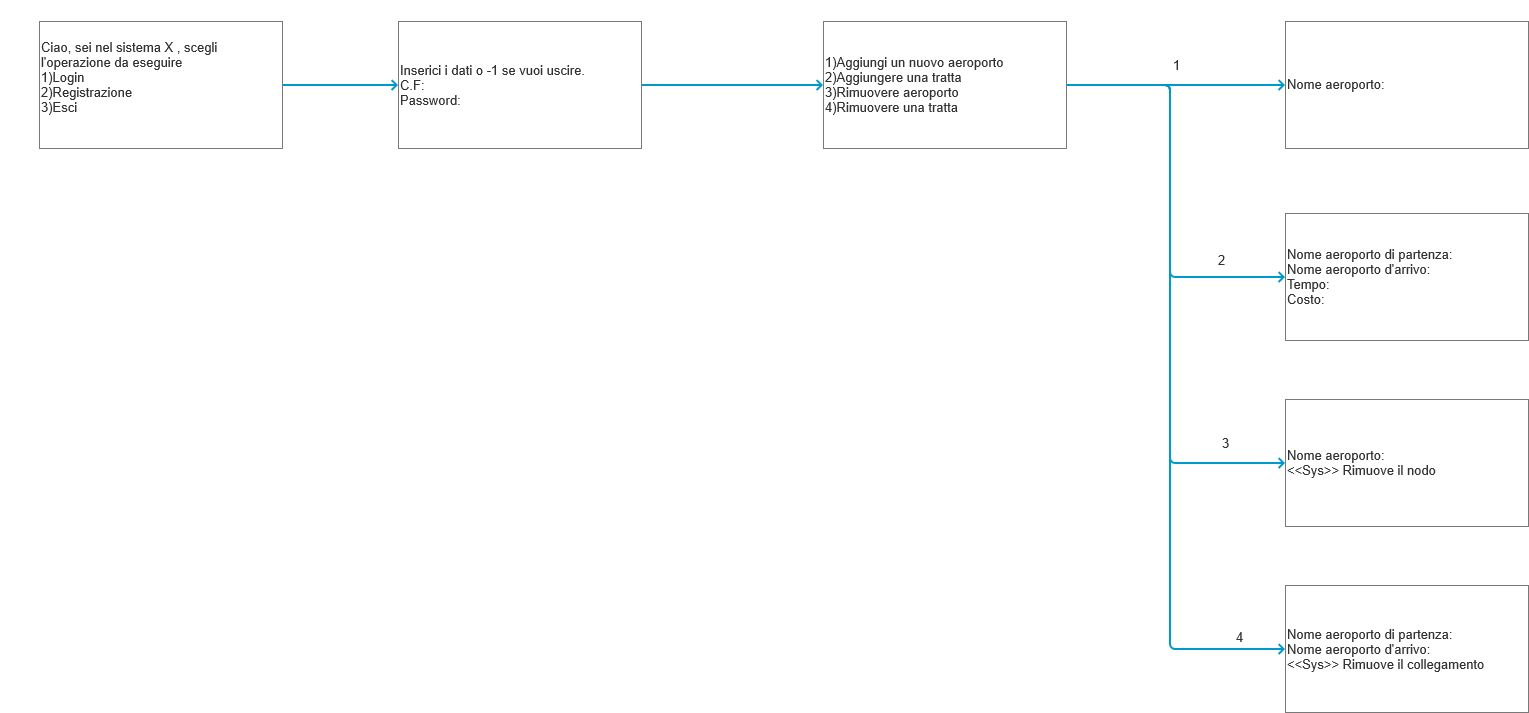 Ciao, sei nel sistema X , scegli
l'operazione da eseguire
1)Login
2)Registrazione
3)Esci
Inserici i dati o -1 se vuoi uscire.
C.F:
Password:
1)Aggiungi un nuovo aeroporto
2)Aggiungere una tratta
3)Rimuovere aeroporto
4)Rimuovere una tratta
1
Nome aeroporto:
2
Nome aeroporto di partenza:
Nome aeroporto d'arrivo:
Tempo:
Costo:
3
Nome aeroporto:
<<Sys>> Rimuove il nodo
4
Nome aeroporto di partenza:
Nome aeroporto d'arrivo:
<<Sys>> Rimuove il collegamento